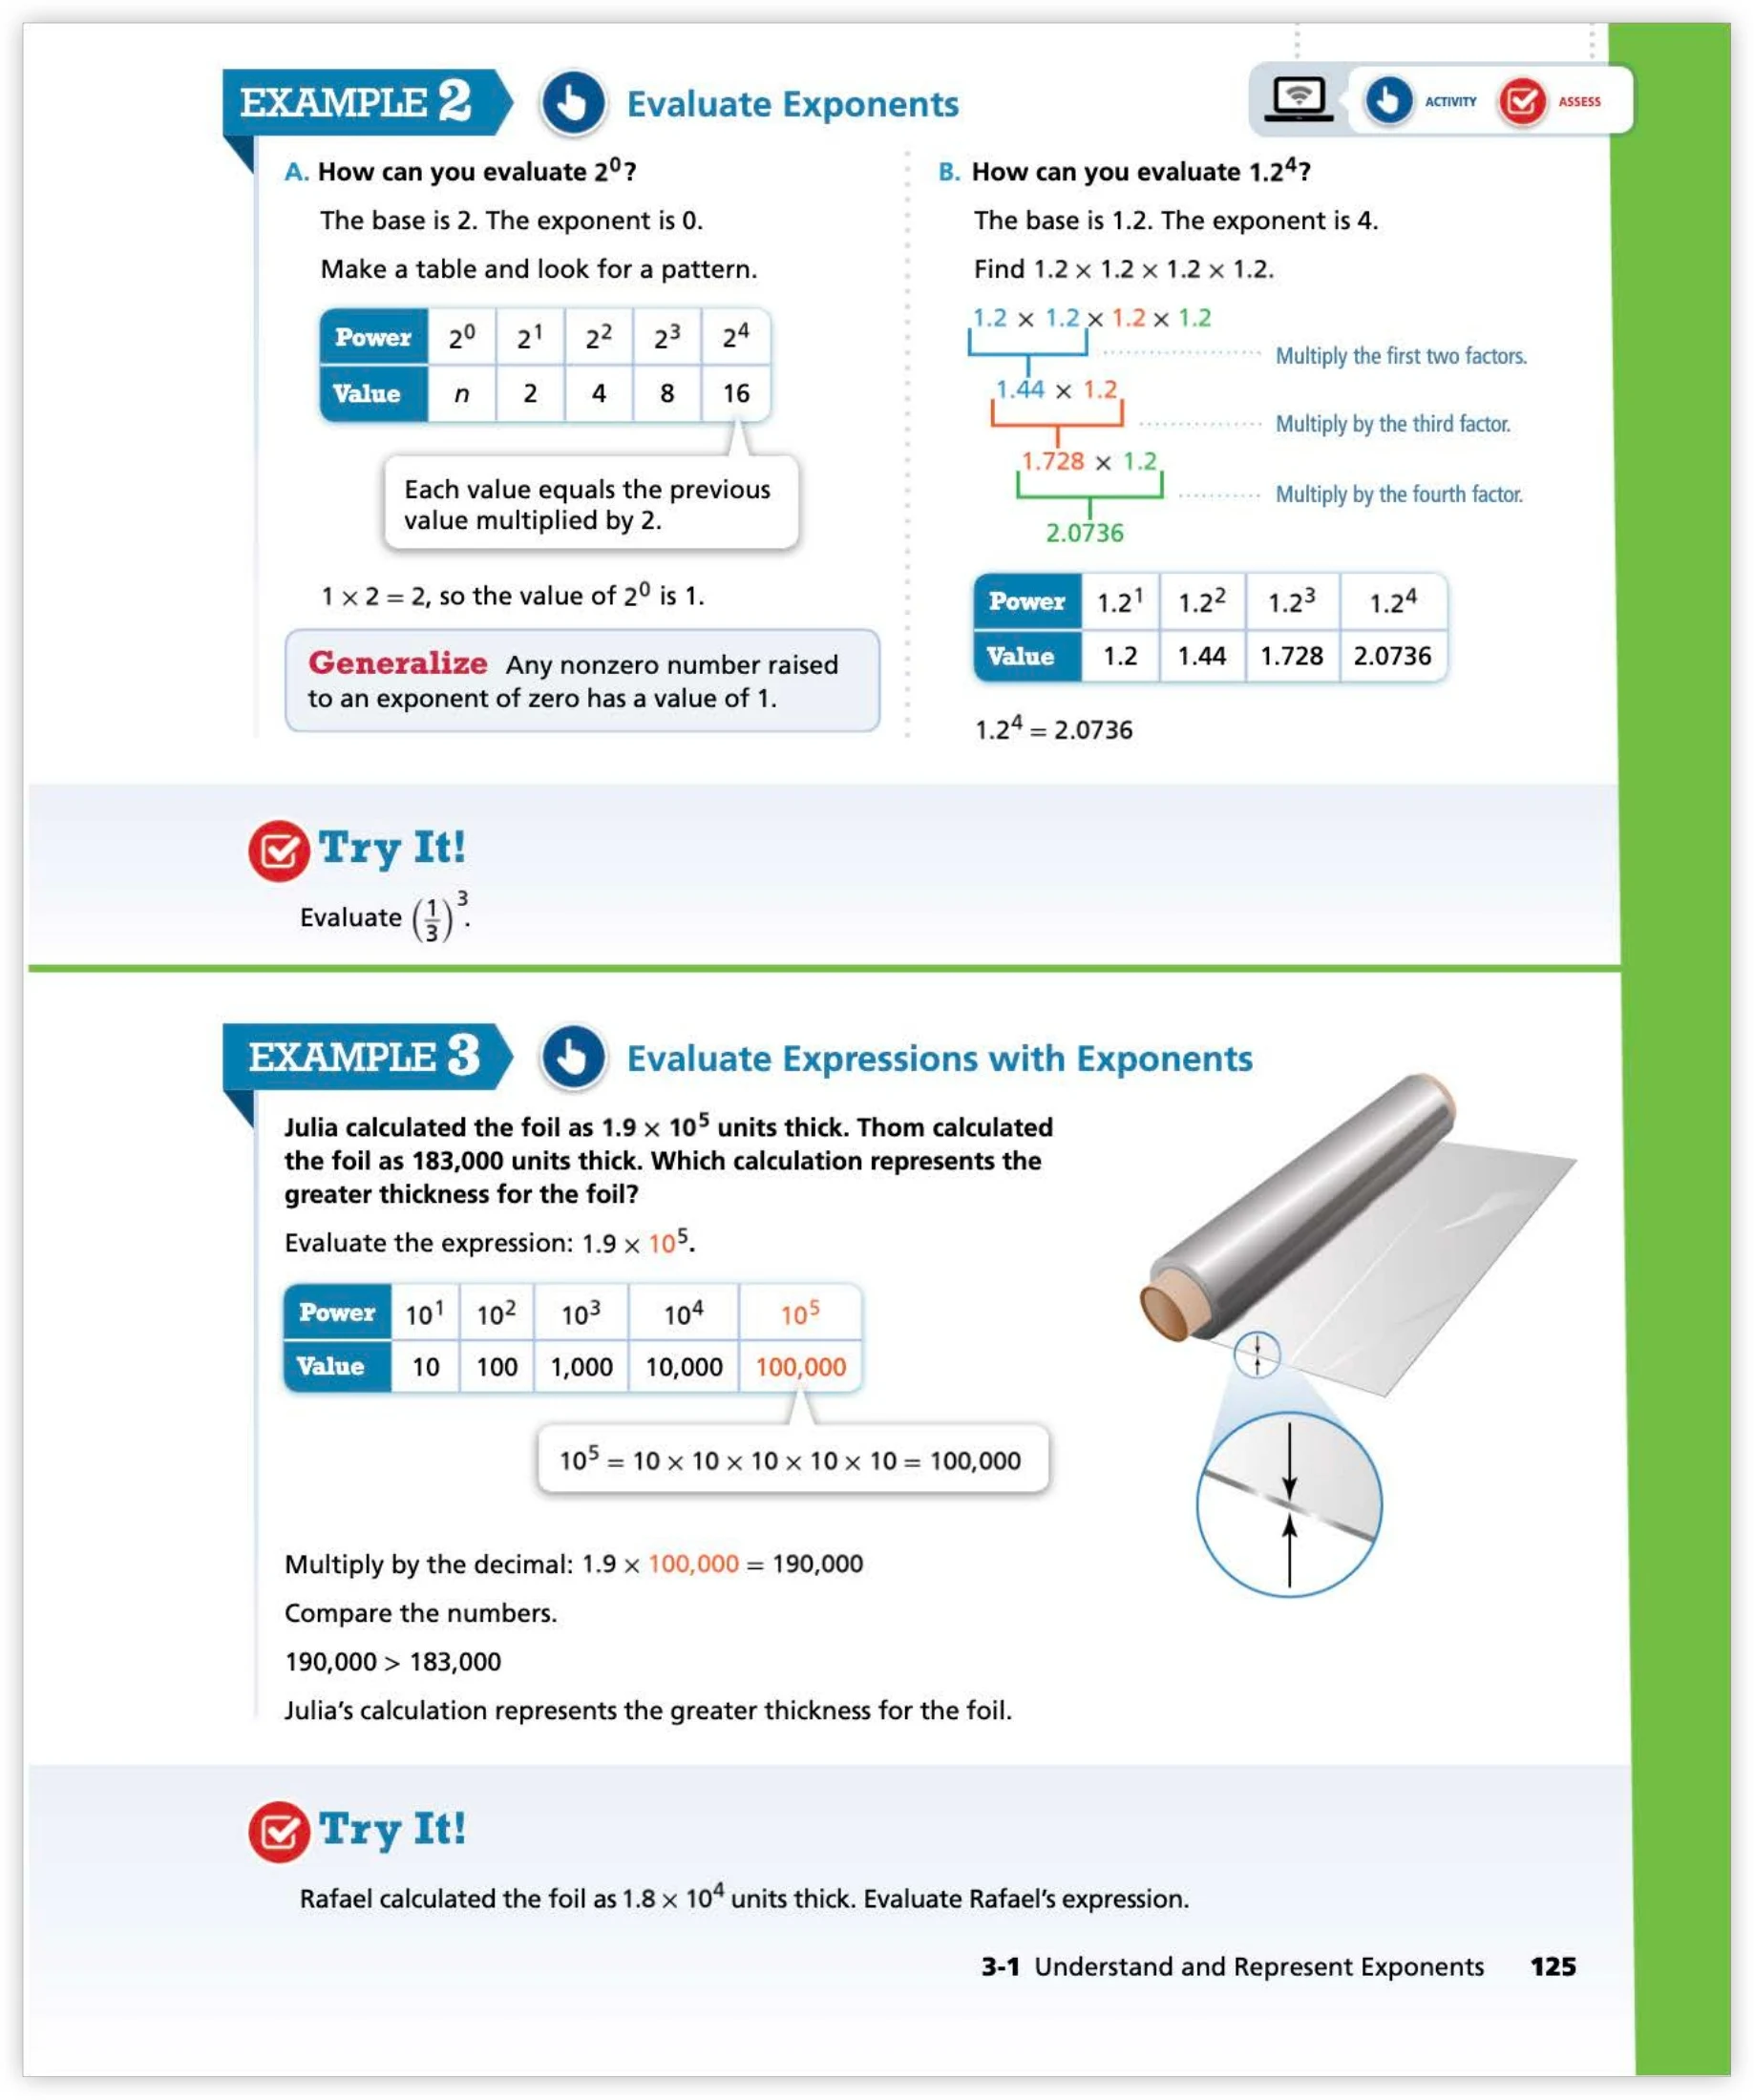 EXAMPLE 2 Evaluate Exponents
ACTIVITY ASSESS
A. How can you evaluate 2⁰?
The base is 2. The exponent is 0.
Make a table and look for a pattern.
Power 2⁰ 2¹ 2² 2³ 2⁴
Value n 2 4 8 16
Each value equals the previous
value multiplied by 2.
1 × 2 = 2, so the value of 2⁰ is 1.
Generalize Any nonzero number raised
to an exponent of zero has a value of 1.
B. How can you evaluate 1.2⁴?
The base is 1.2. The exponent is 4.
Find 1.2 × 1.2 × 1.2 × 1.2.
1.2 × 1.2 × 1.2 × 1.2
Multiply the first two factors.
1.44 × 1.2
Multiply by the third factor.
1.728 × 1.2
Multiply by the fourth factor.
2.0736
Power 1.2¹ 1.2² 1.2³ 1.2⁴
Value 1.2 1.44 1.728 2.0736
1.2⁴ = 2.0736
Try It!
Evaluate (1/3)³.
EXAMPLE 3 Evaluate Expressions with Exponents
Julia calculated the foil as 1.9 × 10⁵ units thick. Thom calculated
the foil as 183,000 units thick. Which calculation represents the
greater thickness for the foil?
Evaluate the expression: 1.9 × 10⁵.
Power 10¹ 10² 10³ 10⁴ 10⁵
Value 10 100 1,000 10,000 100,000
10⁵ = 10 × 10 × 10 × 10 × 10 = 100,000
Multiply by the decimal: 1.9 × 100,000 = 190,000
Compare the numbers.
190,000 > 183,000
Julia's calculation represents the greater thickness for the foil.
Try It!
Rafael calculated the foil as 1.8 × 10⁴ units thick. Evaluate Rafael's expression.
3-1 Understand and Represent Exponents 125